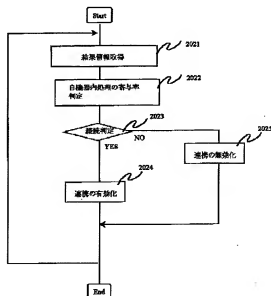 Start
結果情報取得
2021
自機器内処理の寄与率
判定
2022
継続判定
2023
YES
NO
連携の有効化
2024
連携の無効化
2025
End